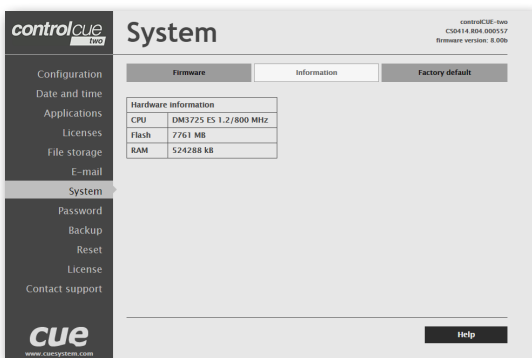 controlcue
two
System
controlCUE-two
CS0414.R04.000557
firmware version: 8.00b
Configuration
Date and time
Applications
Licenses
File storage
E-mail
System
Password
Backup
Reset
License
Contact support
Firmware
Information
Factory default
Hardware information
CPU DM3725 ES 1.2/800 MHz
Flash 7761 MB
RAM 524288 kB
cue
www.cuesystem.com
Help